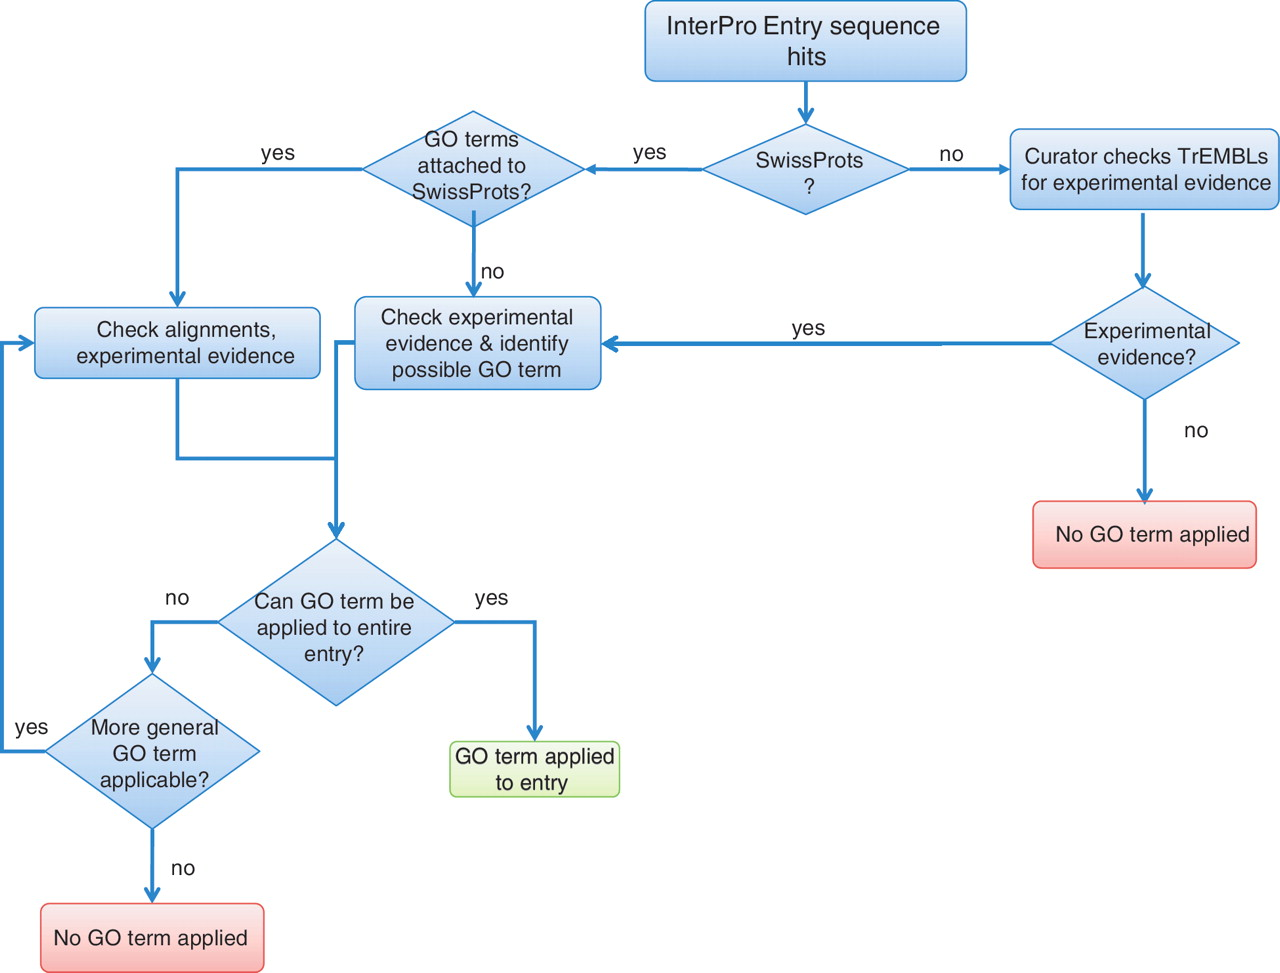 InterPro Entry sequence
hits
GO terms
attached to
SwissProts?
yes
yes
SwissProts
?
no
Curator checks TrEMBLs
for experimental evidence
no
Check alignments,
experimental evidence
Check experimental
evidence & identify
possible GO term
yes
Experimental
evidence?
no
No GO term applied
no
Can GO term be
applied to entire
entry?
yes
yes
More general
GO term
applicable?
GO term applied
to entry
no
No GO term applied